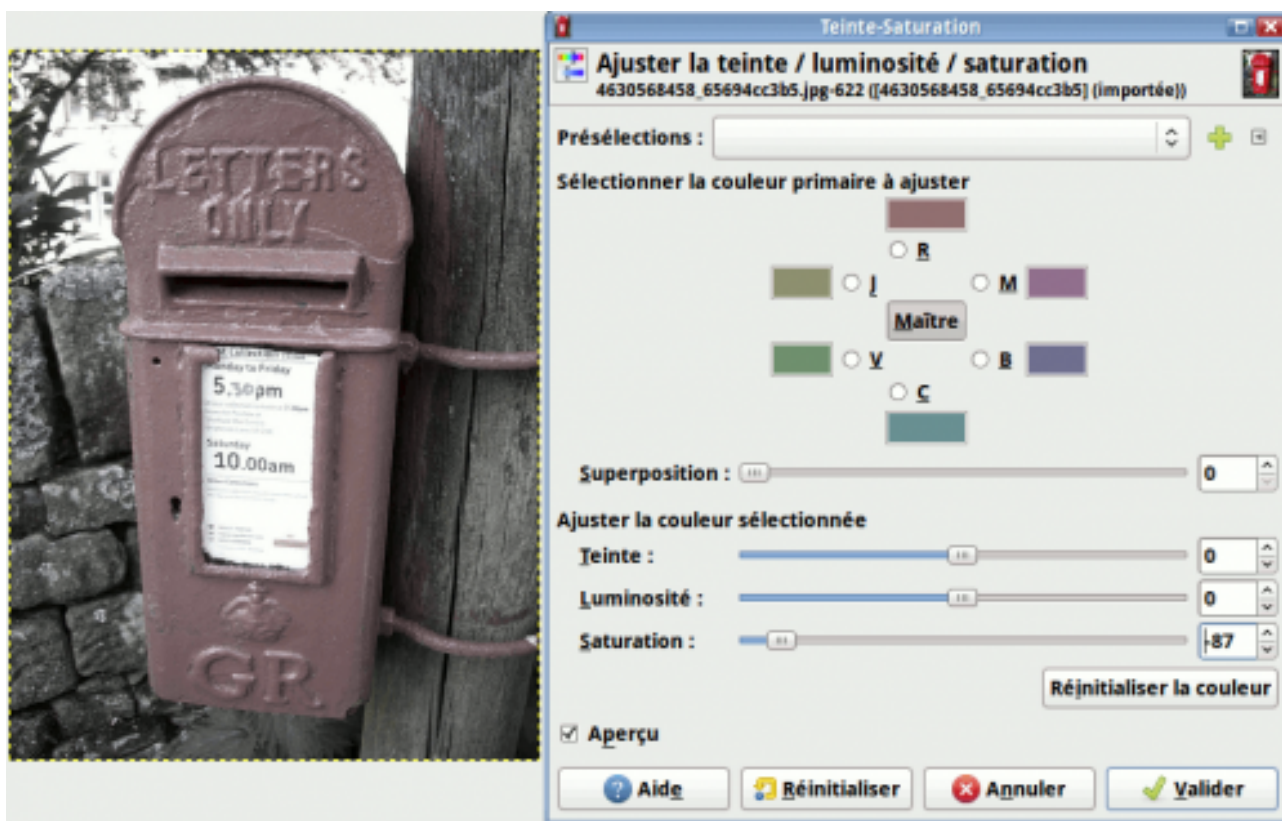 LETTERS
ONLY
Monday to Friday
5.30pm
Saturday
10.00am
GR
Teinte-Saturation
Ajuster la teinte / luminosité / saturation
4630568458_65694cc3b5.jpg-622 ([4630568458_65694cc3b5] (importée))
Présélections :
Sélectionner la couleur primaire à ajuster
R
J M
Maître
V B
C
Superposition : 0
Ajuster la couleur sélectionnée
Teinte : 0
Luminosité : 0
Saturation : -87
Réinitialiser la couleur
Aperçu
Aide Réinitialiser Annuler Valider